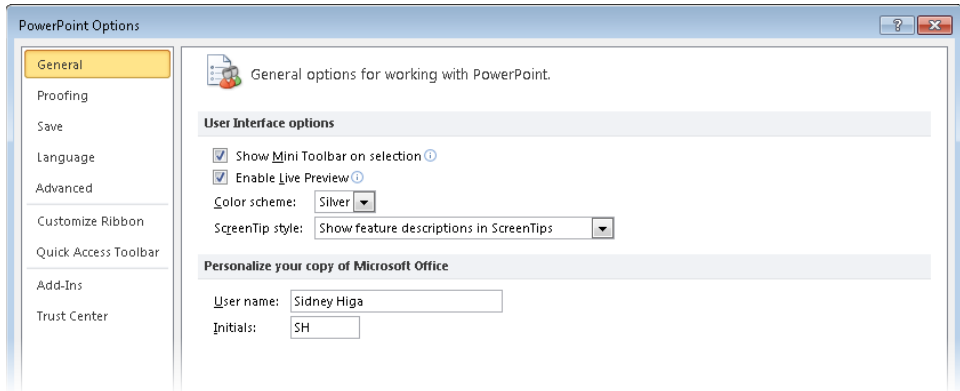 PowerPoint Options
General
Proofing
Save
Language
Advanced
Customize Ribbon
Quick Access Toolbar
Add-Ins
Trust Center
General options for working with PowerPoint.
User Interface options
Show Mini Toolbar on selection
Enable Live Preview
Color scheme: Silver
ScreenTip style: Show feature descriptions in ScreenTips
Personalize your copy of Microsoft Office
User name: Sidney Higa
Initials: SH